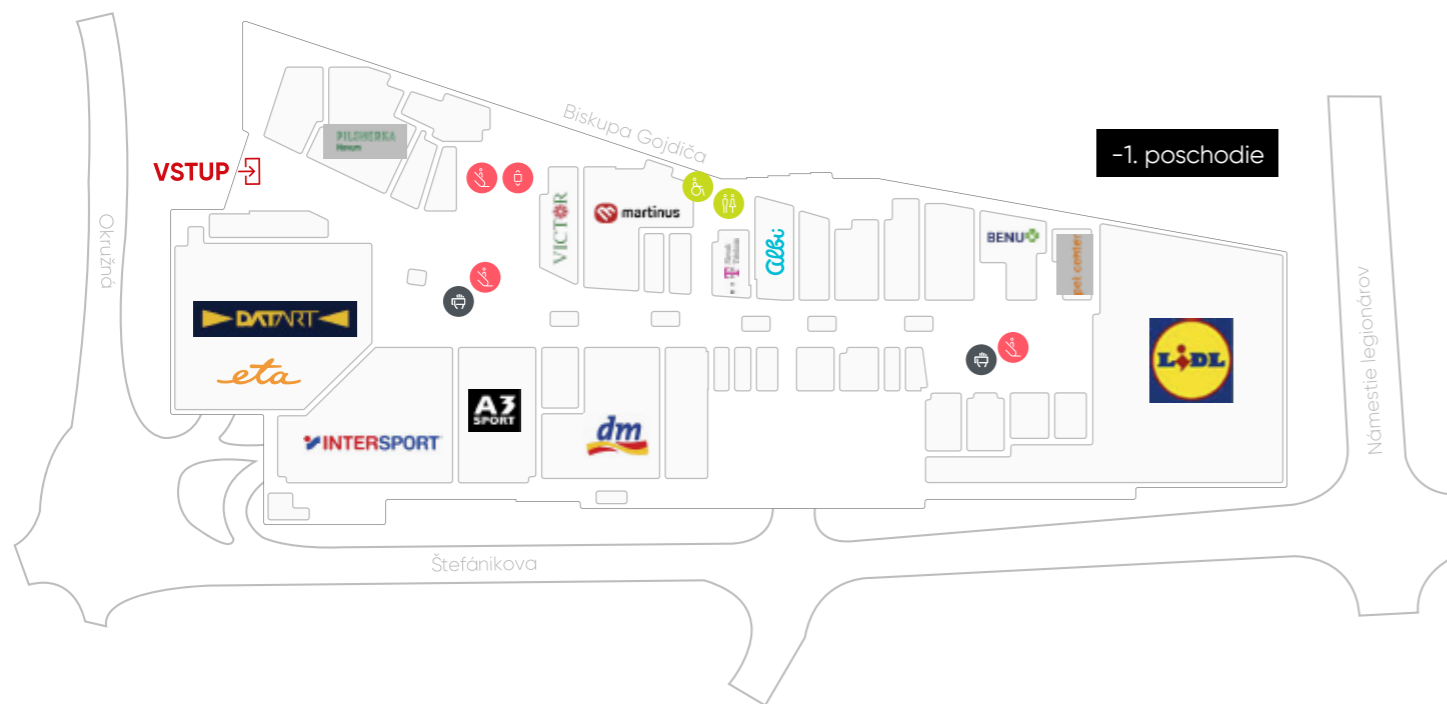 Biskupa Gojdiča
-1. poschodie
VSTUP
PILSNERKA
Okružná
VICTOR
martinus
albi
BENU
pet center
DATART
eta
LIDL
Námestie legionárov
INTERSPORT
A3
SPORT
dm
Štefánikova